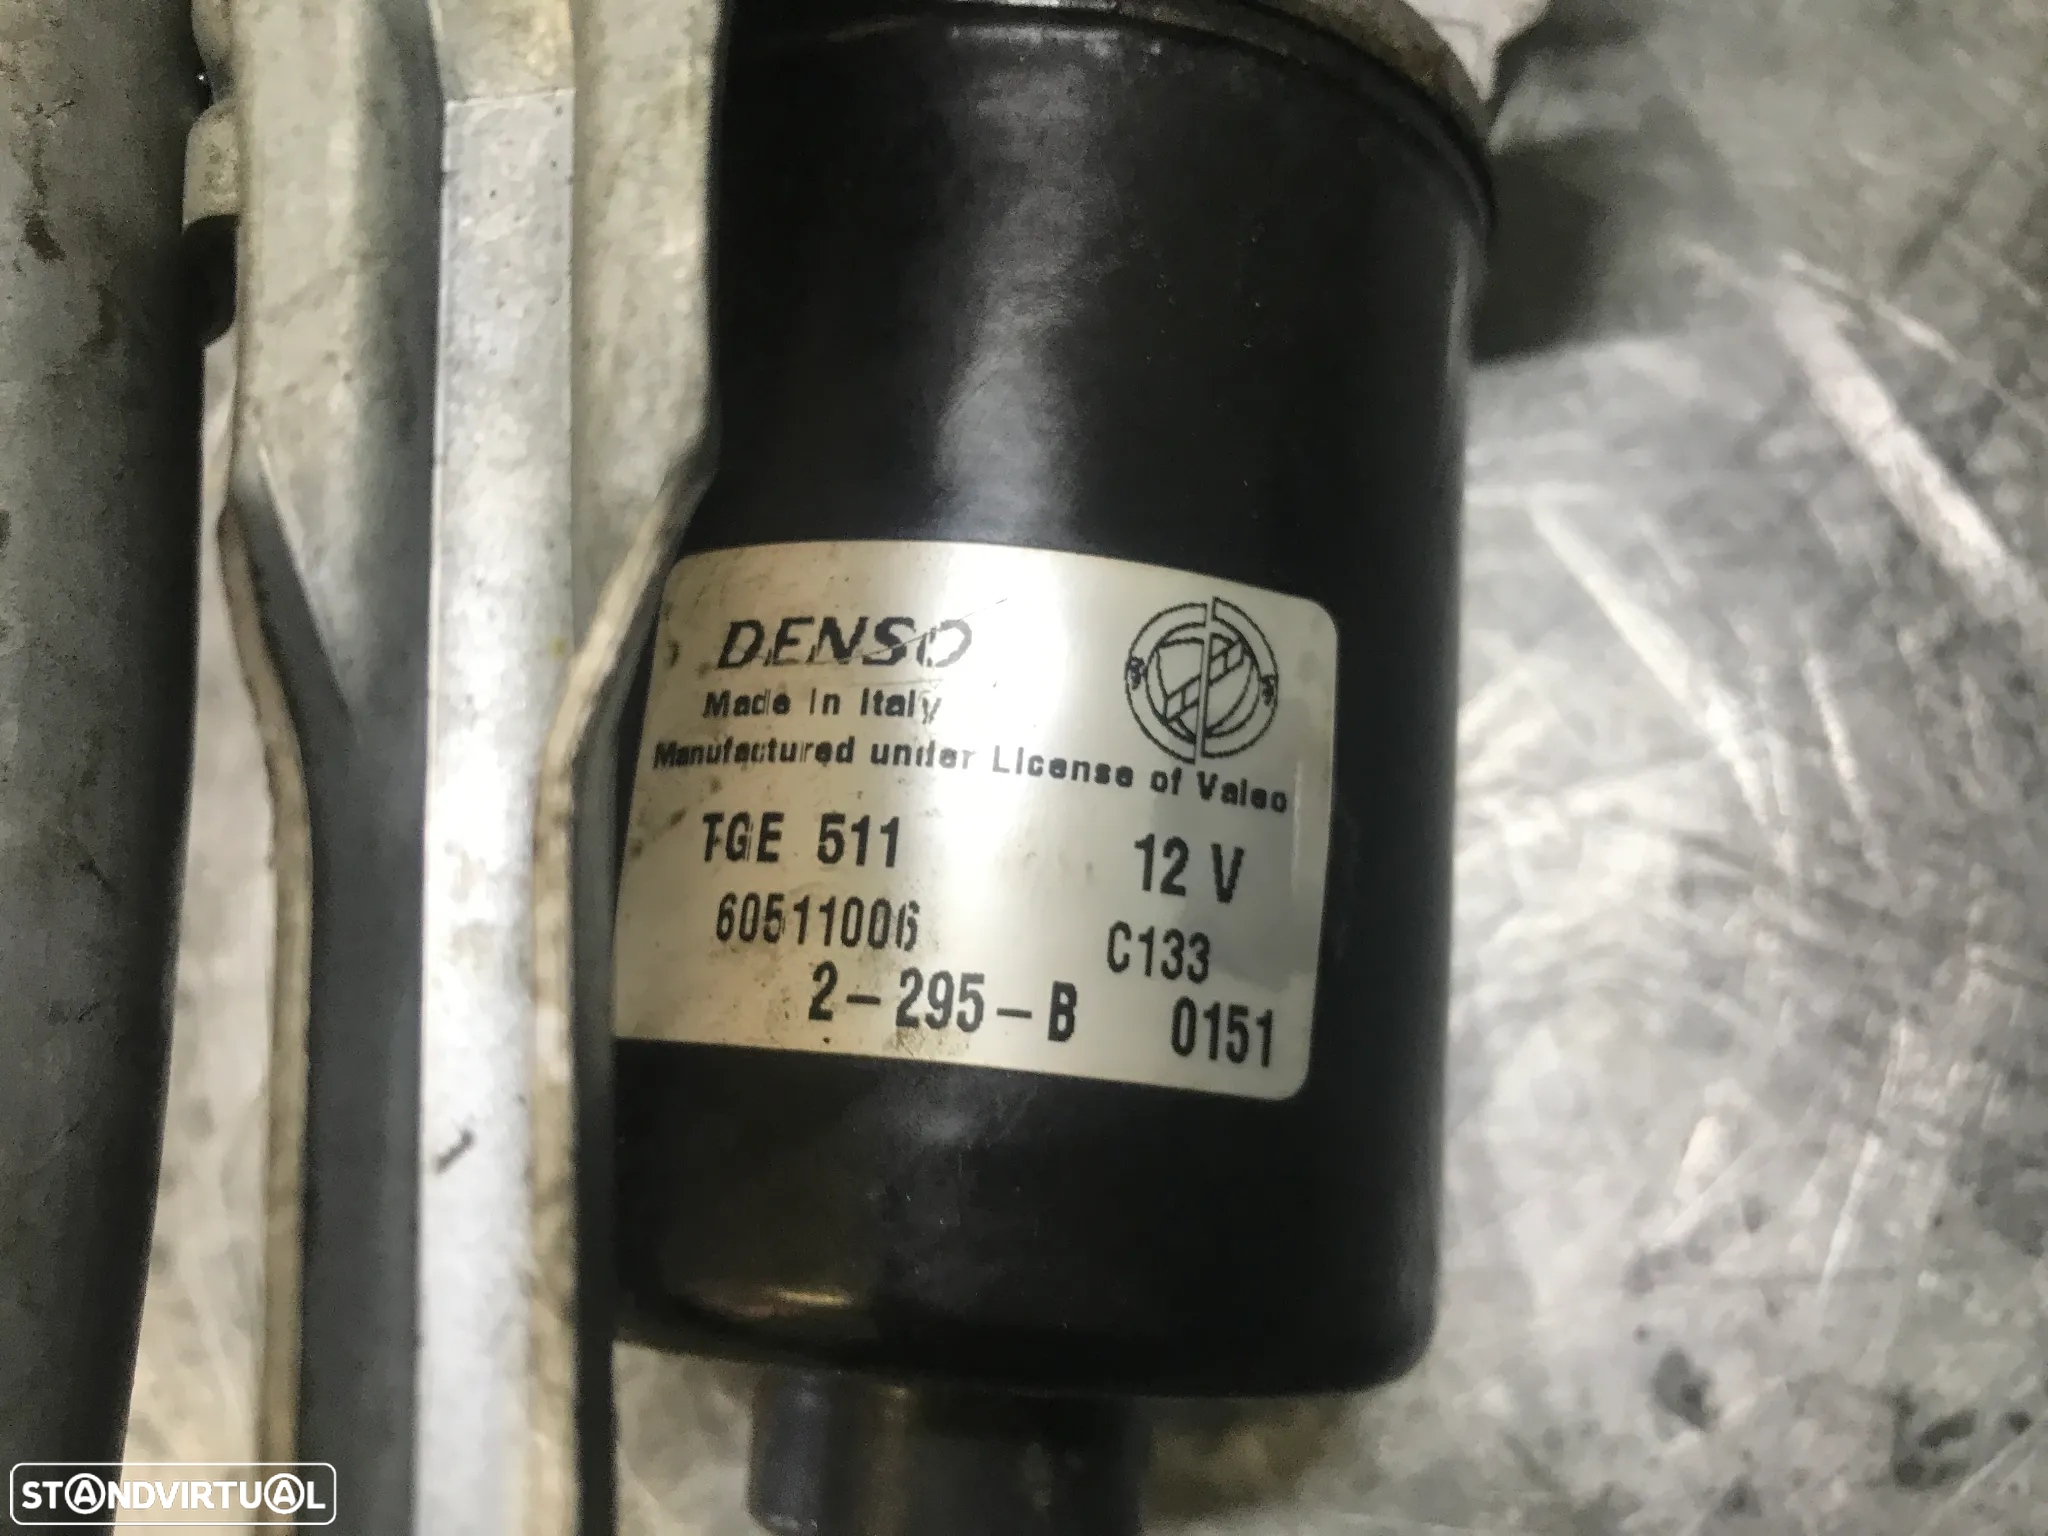 DENSO
Made in Italy
Manufactured under License of Valeo
TGE 511 12 V
60511006 C133
2-295-B 0151
STANDVIRTUAL